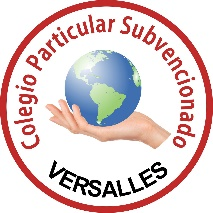 Colegio Particular Subvencionado
VERSALLES